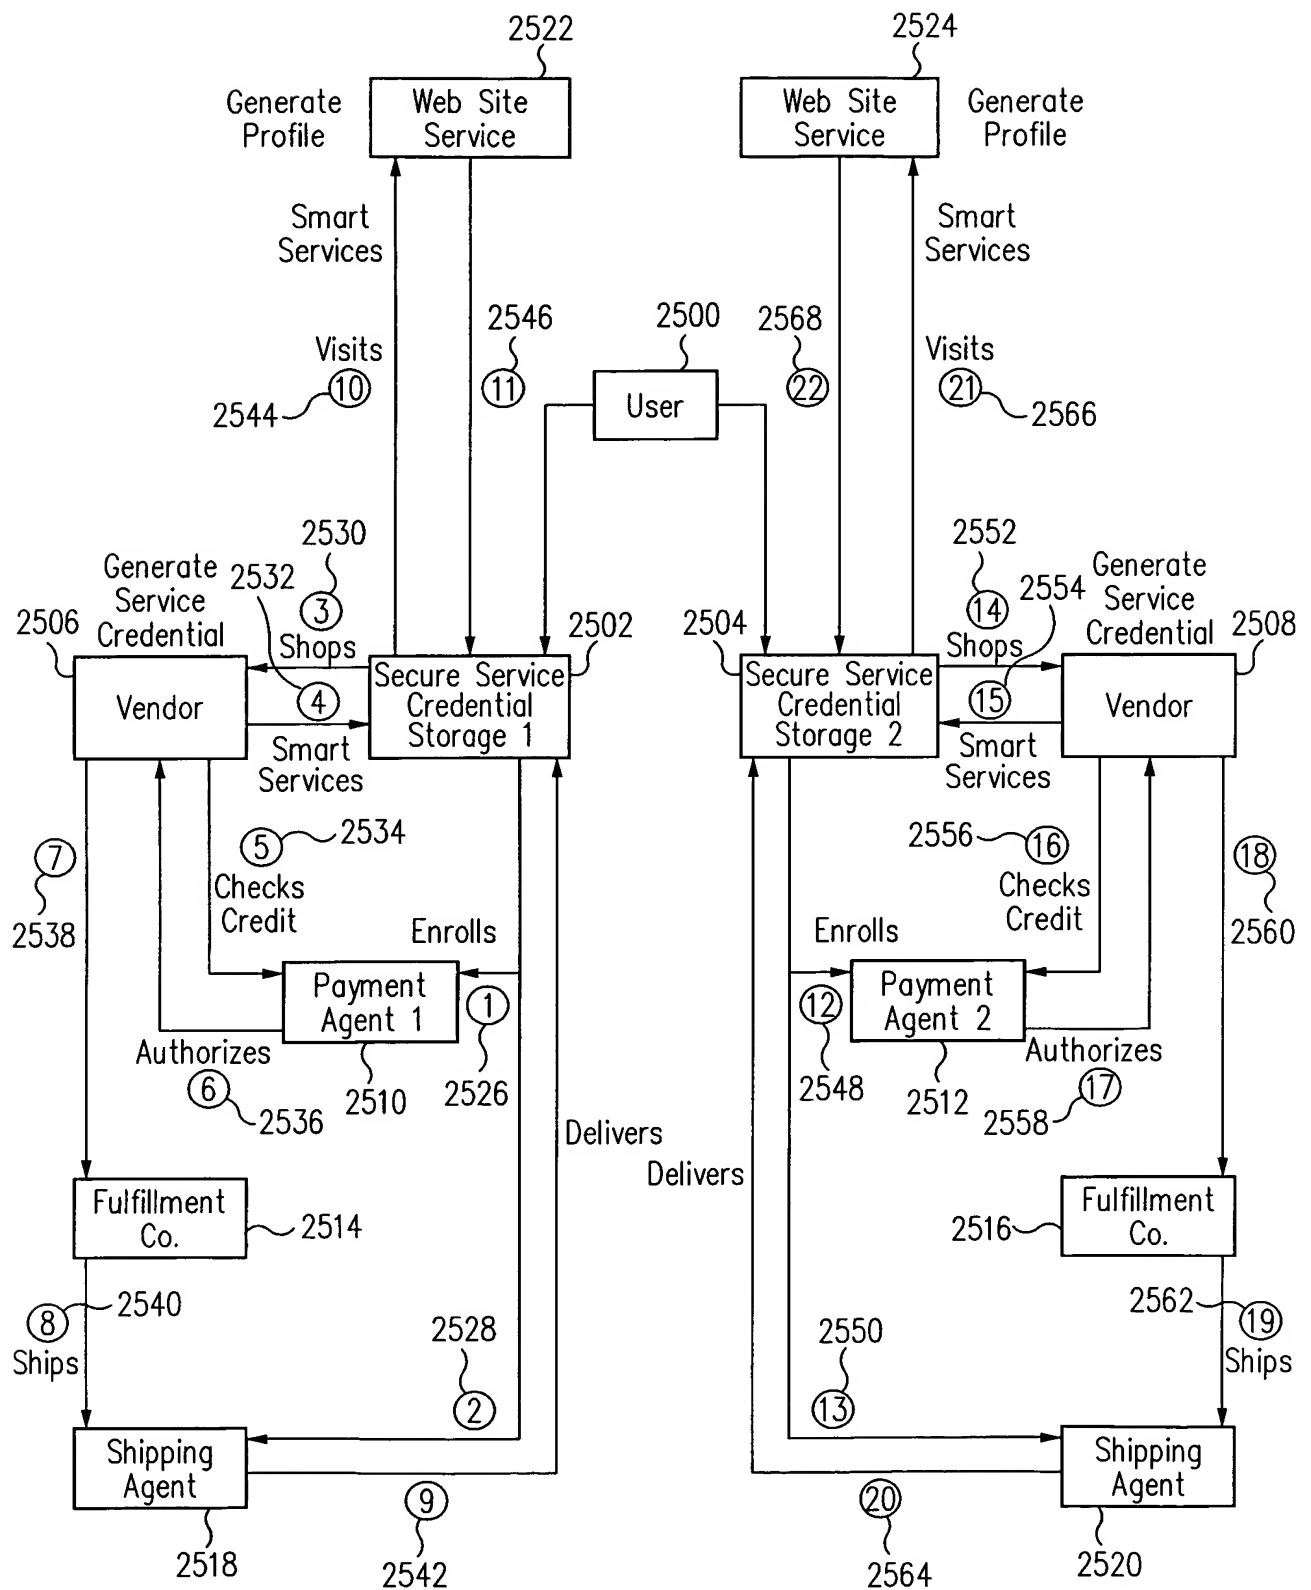 2522
2524
Generate
Profile
Web Site
Service
Web Site
Service
Generate
Profile
Smart
Services
Smart
Services
2546
2500
2568
Visits
10
11
User
22
Visits
21
2544
2566
2530
2552
Generate
Service
Credential
2532
3
Shops
14
Shops
2554
Generate
Service
Credential
2506
2502
2504
2508
Vendor
4
Secure Service
Credential
Storage 1
Secure Service
Credential
Storage 2
15
Vendor
Smart
Services
Smart
Services
7
5
2534
2556
16
18
2538
Checks
Credit
Enrolls
Enrolls
Checks
Credit
2560
Payment
Agent 1
1
12
Payment
Agent 2
Authorizes
6
2536
2510
2526
2548
2512
Authorizes
17
2558
Delivers
Delivers
Fulfillment
Co.
2514
2516
Fulfillment
Co.
8
2540
2562
19
Ships
2528
2550
Ships
2
13
Shipping
Agent
Shipping
Agent
9
20
2518
2542
2564
2520